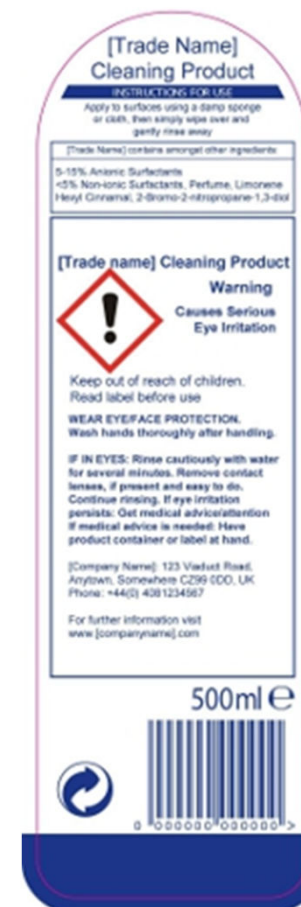 [Trade Name]
Cleaning Product
INSTRUCTIONS FOR USE
Apply to surfaces using a damp sponge
or cloth, then simply wipe over and
gently rinse away
[Trade Name] contains amongst other ingredients
5-15% Anionic Surfactants
<5% Non-ionic Surfactants, Perfume, Limonene
Hexyl Cinnamal, 2-Bromo-2-nitropropane-1,3-diol
[Trade name] Cleaning Product
Warning
Causes Serious
Eye Irritation
Keep out of reach of children.
Read label before use
WEAR EYE/FACE PROTECTION.
Wash hands thoroughly after handling.
IF IN EYES: Rinse cautiously with water
for several minutes. Remove contact
lenses, if present and easy to do.
Continue rinsing. If eye irritation
persists: Get medical advice/attention
If medical advice is needed: Have
product container or label at hand.
[Company Name]: 123 Viaduct Road,
Anytown, Somewhere CZ99 0DD, UK
Phone: +44(0) 4081234567
For further information visit
www.[companyname].com
500ml ℮
0 000000 000000 >